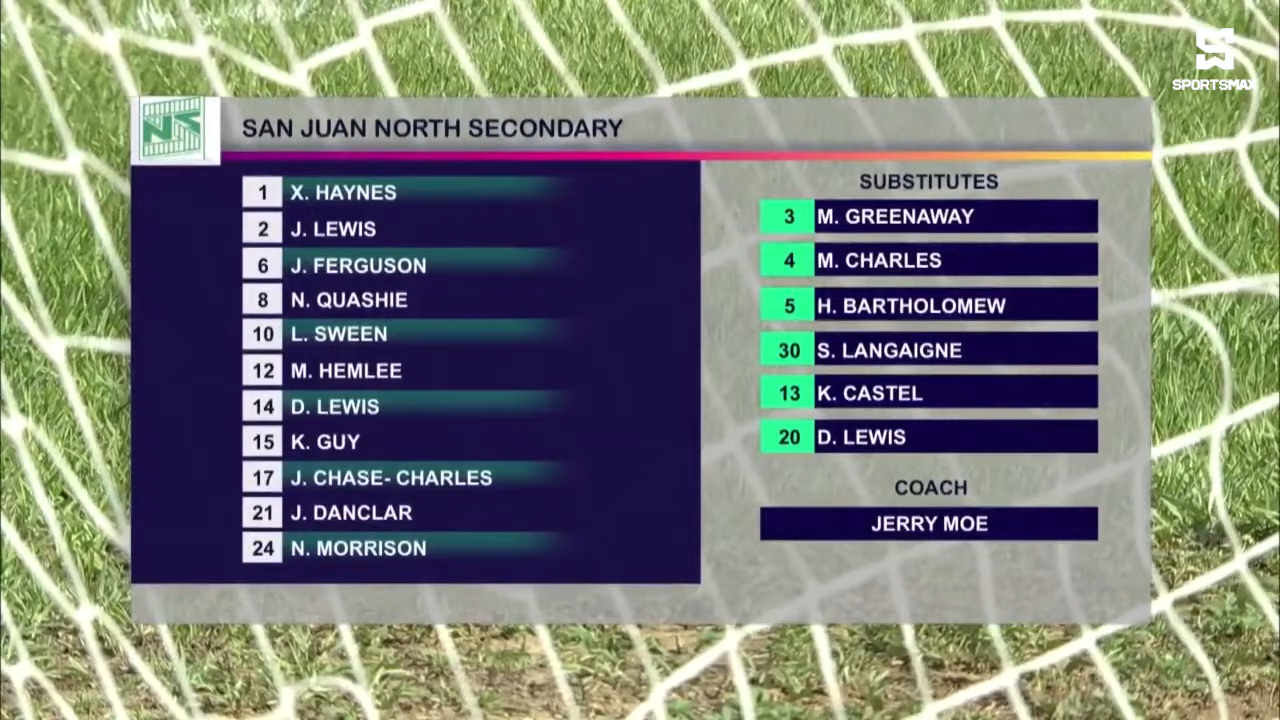 SPORTSMAX
NS
SAN JUAN NORTH SECONDARY
1 X. HAYNES
2 J. LEWIS
6 J. FERGUSON
8 N. QUASHIE
10 L. SWEEN
12 M. HEMLEE
14 D. LEWIS
15 K. GUY
17 J. CHASE- CHARLES
21 J. DANCLAR
24 N. MORRISON
SUBSTITUTES
3 M. GREENAWAY
4 M. CHARLES
5 H. BARTHOLOMEW
30 S. LANGAIGNE
13 K. CASTEL
20 D. LEWIS
COACH
JERRY MOE